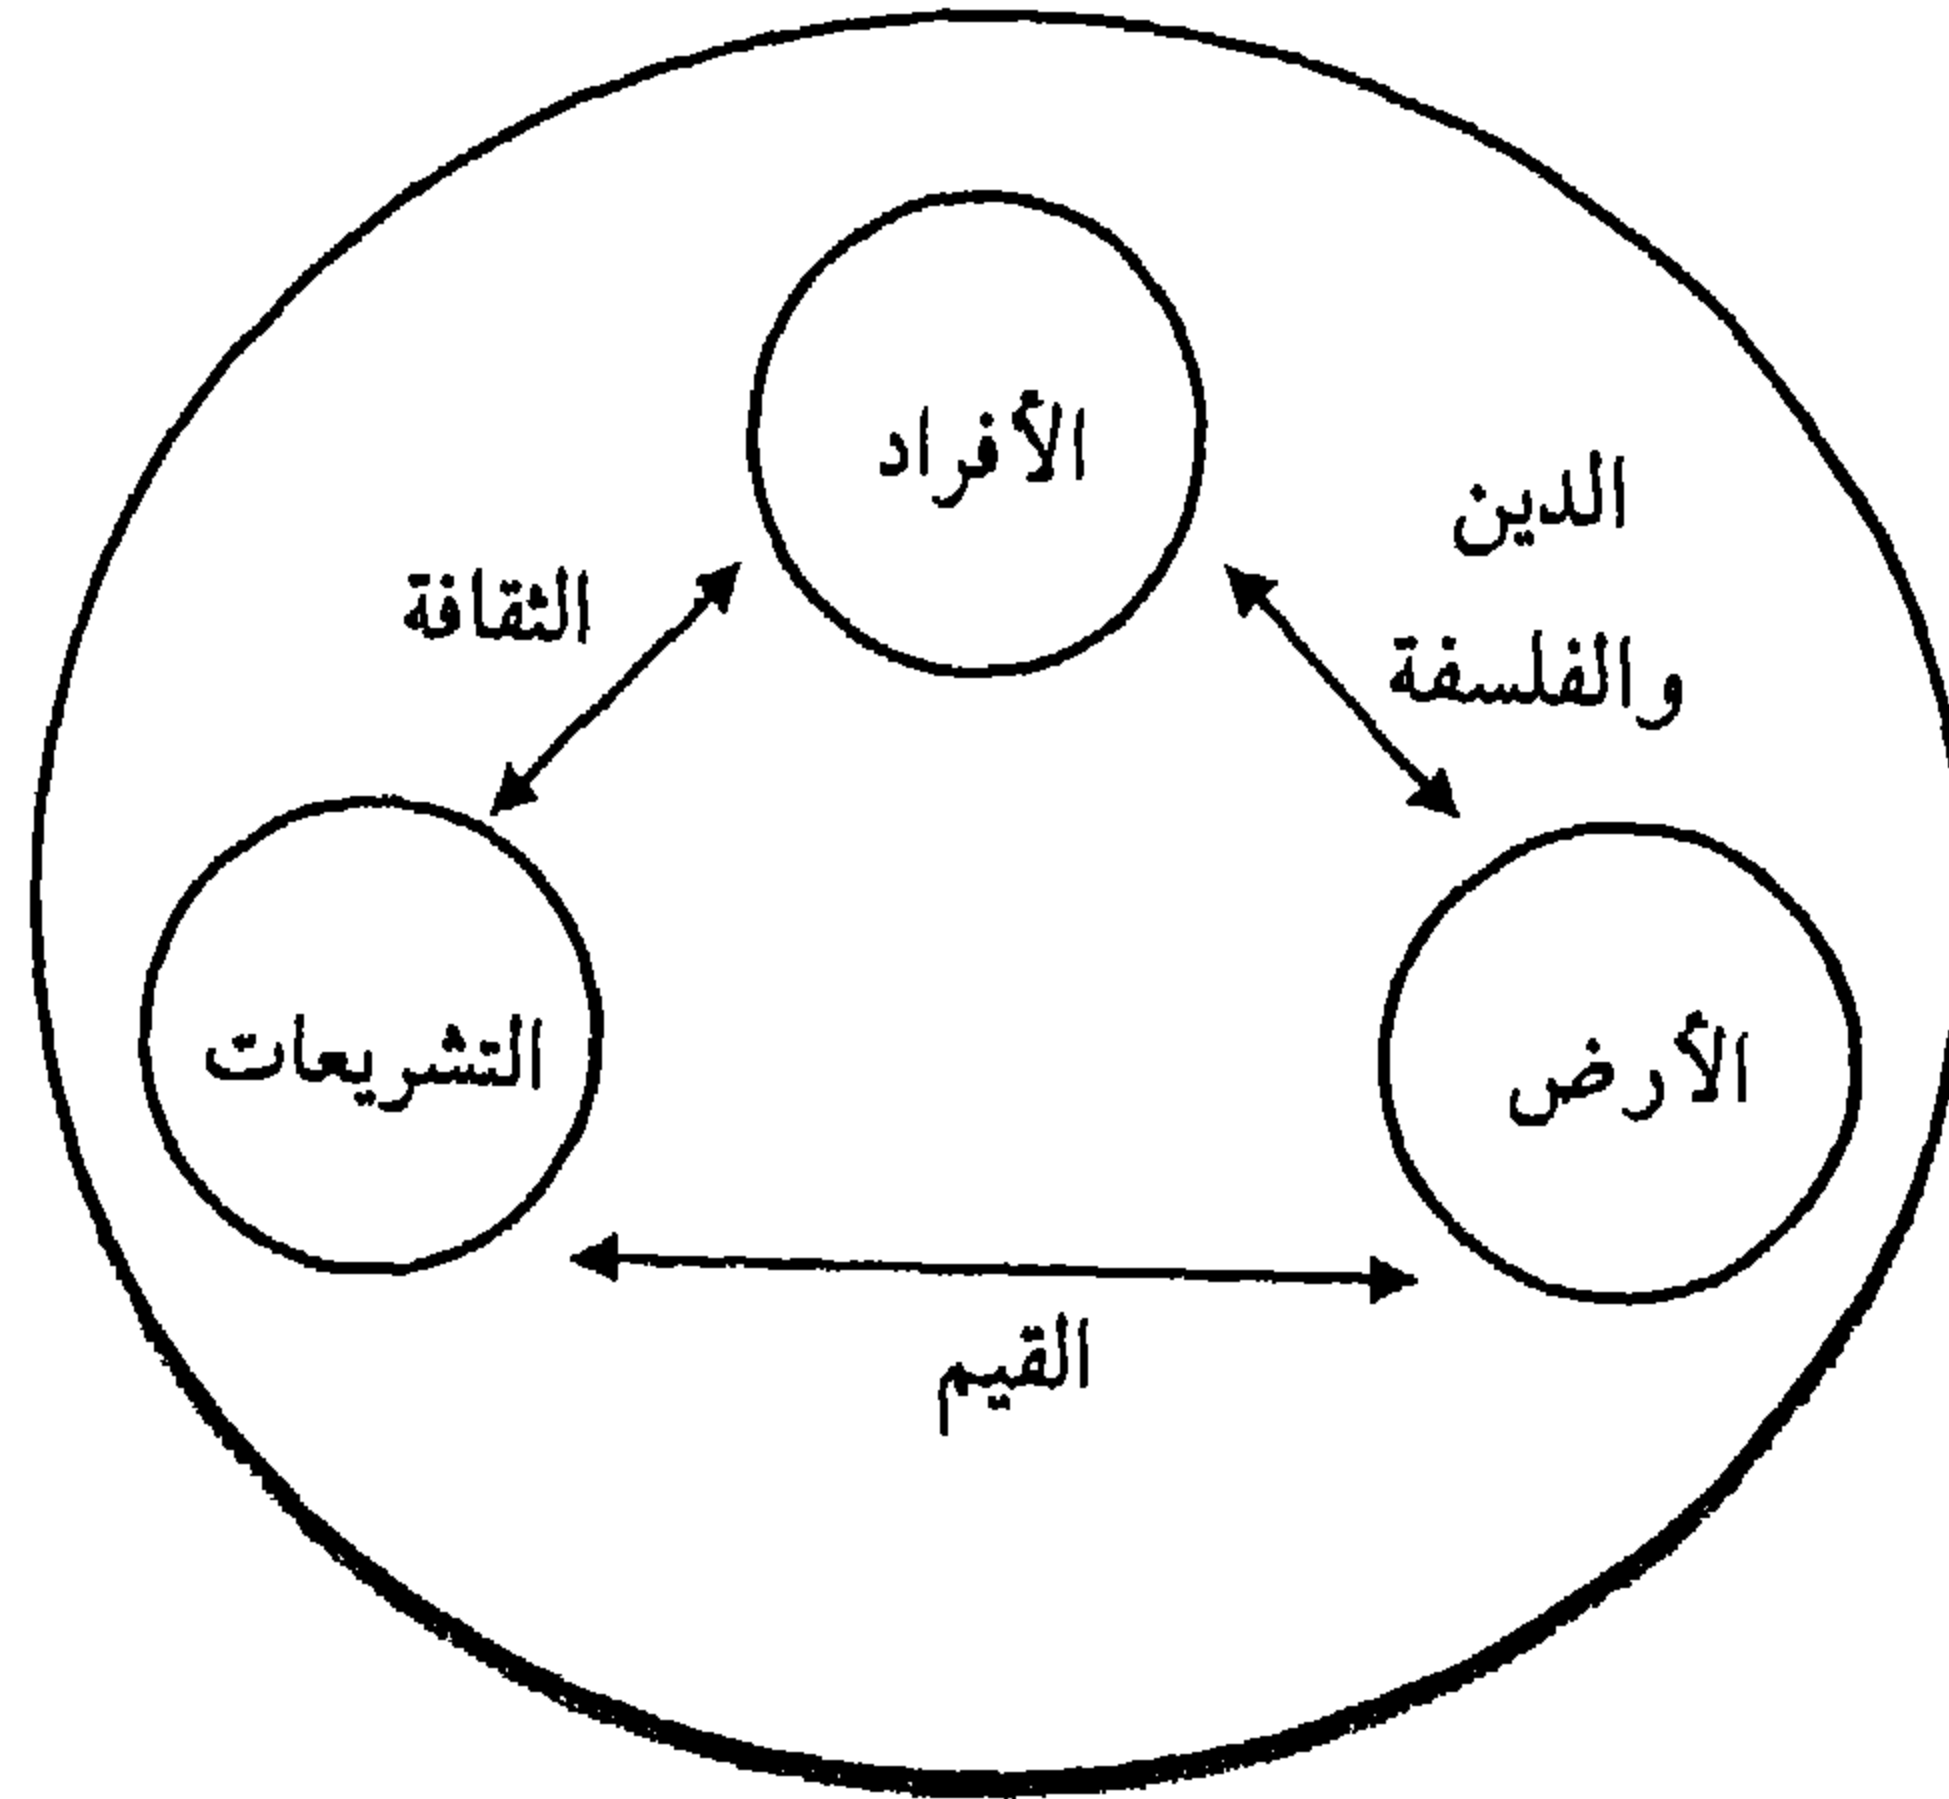 الأفراد
الدين
والفلسفة
الثقافة
الأرض
التشريعات
القيم